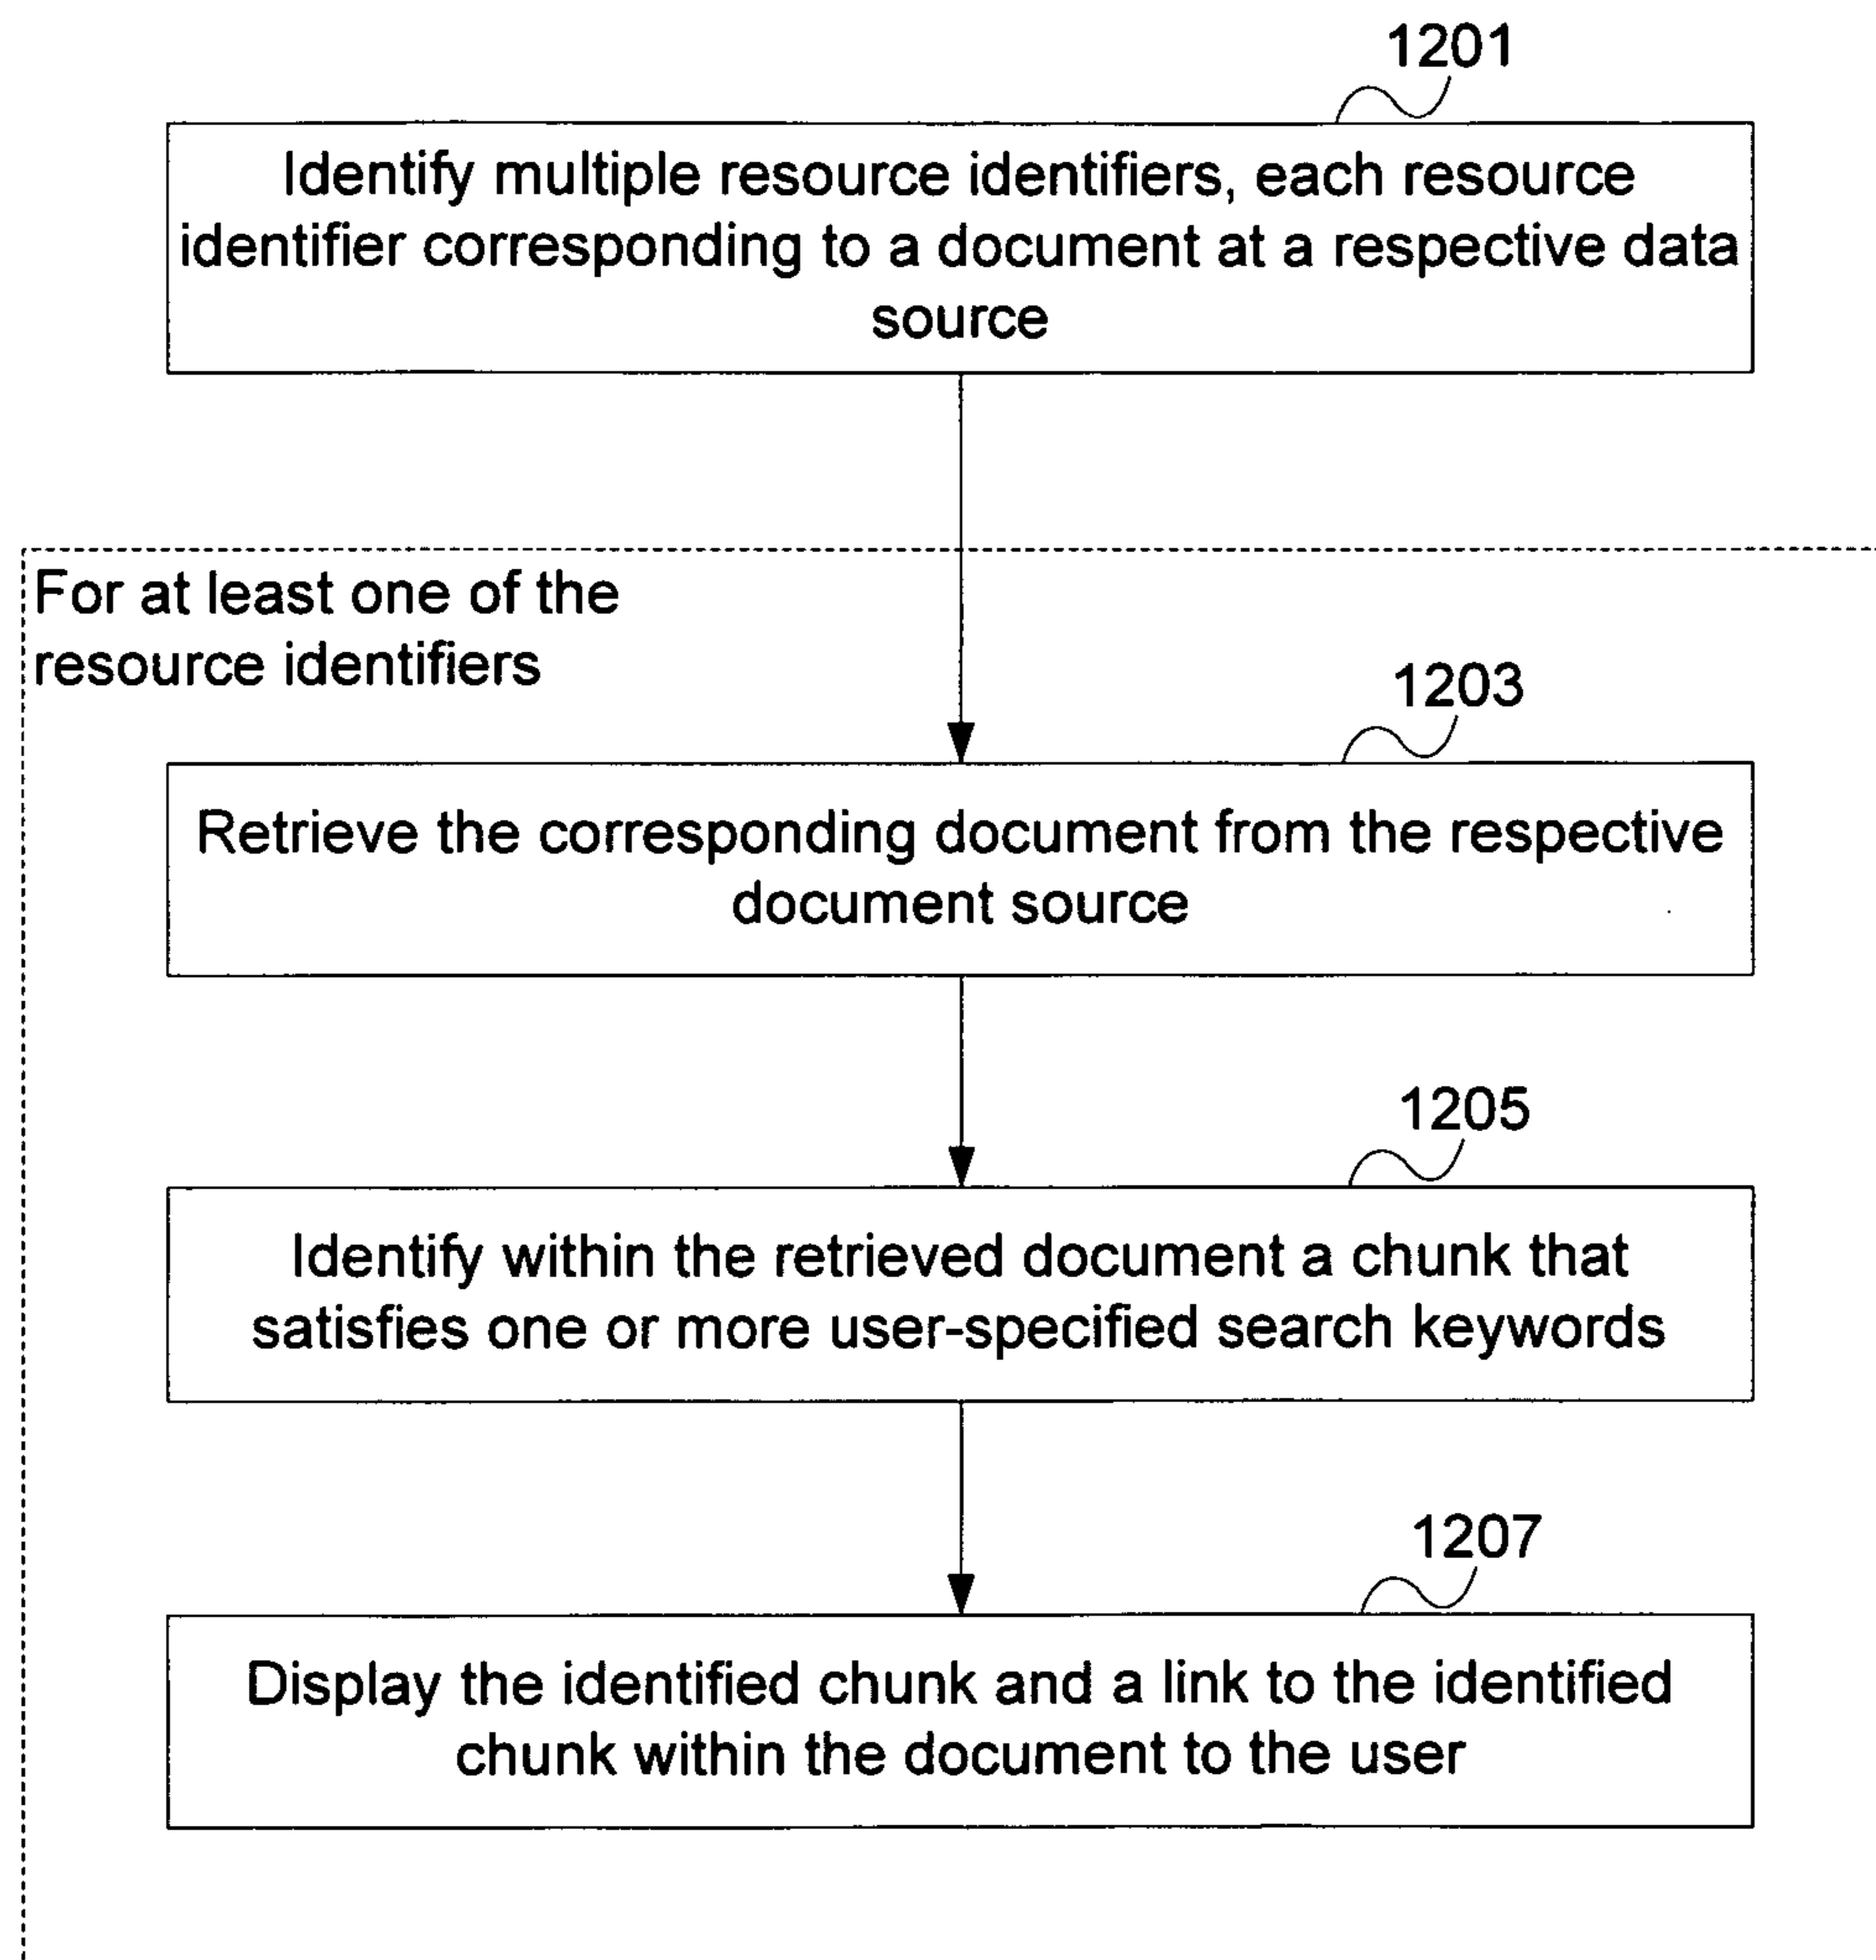 1201
Identify multiple resource identifiers, each resource
identifier corresponding to a document at a respective data
source
For at least one of the
resource identifiers
1203
Retrieve the corresponding document from the respective
document source
1205
Identify within the retrieved document a chunk that
satisfies one or more user-specified search keywords
1207
Display the identified chunk and a link to the identified
chunk within the document to the user